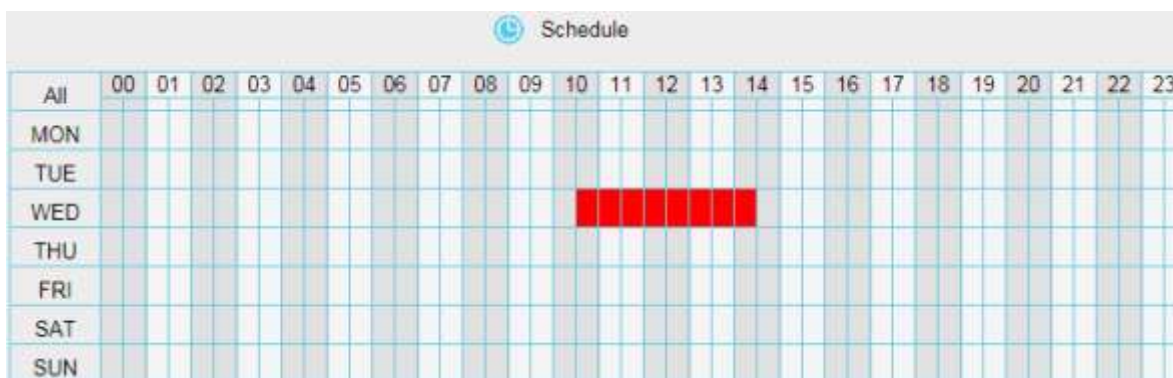 Schedule
All 00 01 02 03 04 05 06 07 08 09 10 11 12 13 14 15 16 17 18 19 20 21 22 23
MON
TUE
WED
THU
FRI
SAT
SUN